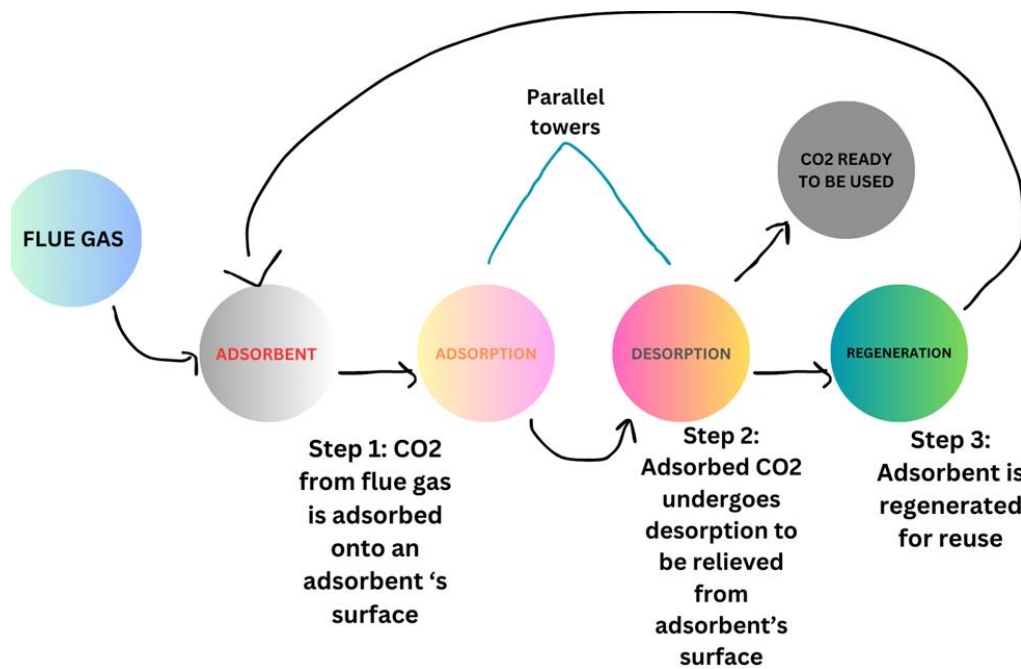 Parallel
towers
CO2 READY
TO BE USED
FLUE GAS
ADSORBENT
ADSORPTION
DESORPTION
REGENERATION
Step 1: CO2
from flue gas
is adsorbed
onto an
adsorbent ‘s
surface
Step 2:
Adsorbed CO2
undergoes
desorption to
be relieved
from
adsorbent’s
surface
Step 3:
Adsorbent is
regenerated
for reuse